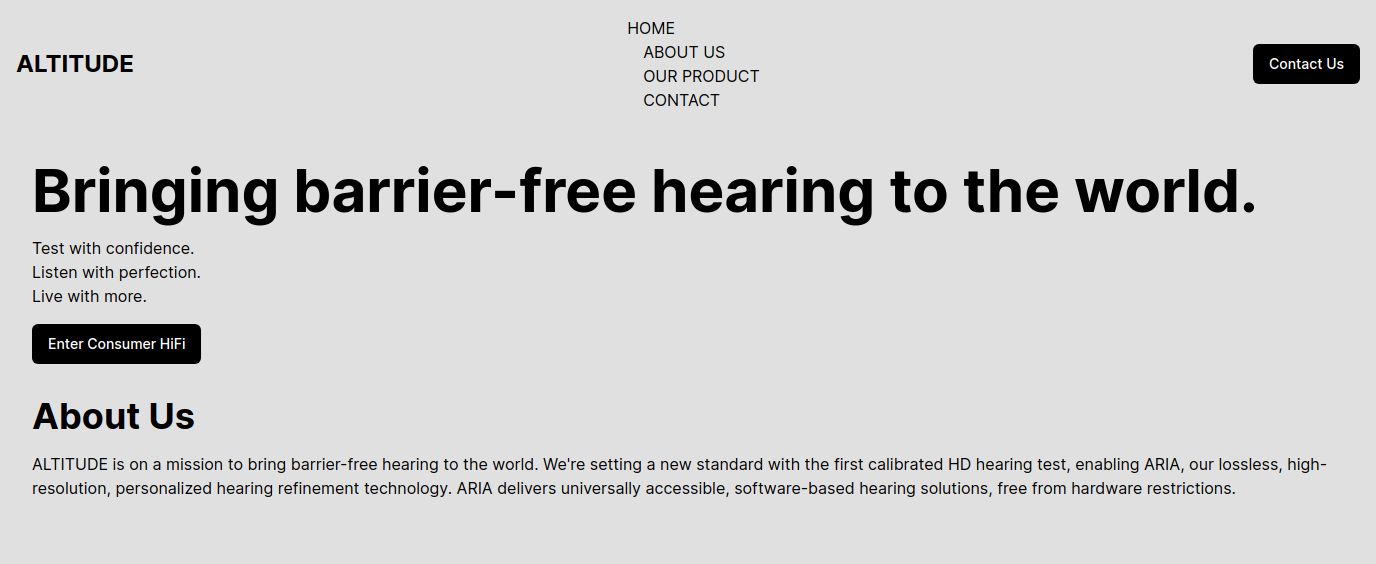 HOME
ABOUT US
ALTITUDE
OUR PRODUCT
CONTACT
Contact Us
Bringing barrier-free hearing to the world.
Test with confidence.
Listen with perfection.
Live with more.
Enter Consumer HiFi
About Us
ALTITUDE is on a mission to bring barrier-free hearing to the world. We're setting a new standard with the first calibrated HD hearing test, enabling ARIA, our lossless, high-
resolution, personalized hearing refinement technology. ARIA delivers universally accessible, software-based hearing solutions, free from hardware restrictions.